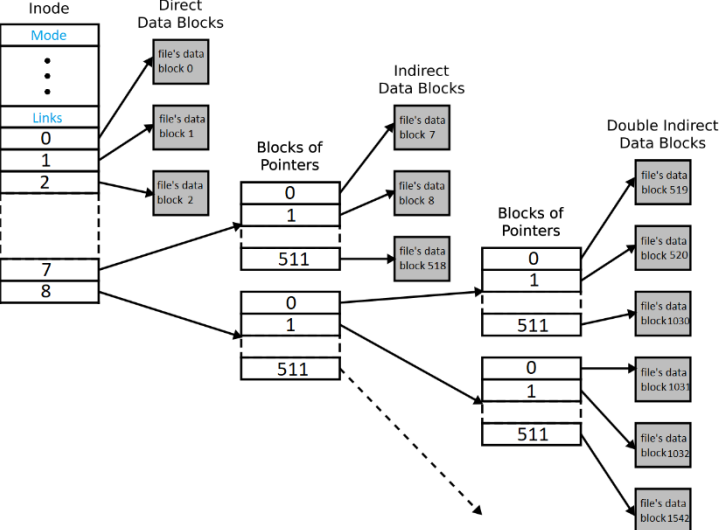 Inode
Mode
Links
0
1
2
7
8
Direct
Data Blocks
file's data
block 0
file's data
block 1
file's data
block 2
Blocks of
Pointers
0
1
511
0
1
511
Indirect
Data Blocks
file's data
block 7
file's data
block 8
file's data
block 518
Blocks of
Pointers
0
1
511
0
1
511
Double Indirect
Data Blocks
file's data
block 519
file's data
block 520
file's data
block1030
file's data
block1031
file's data
block1032
file's data
block1542